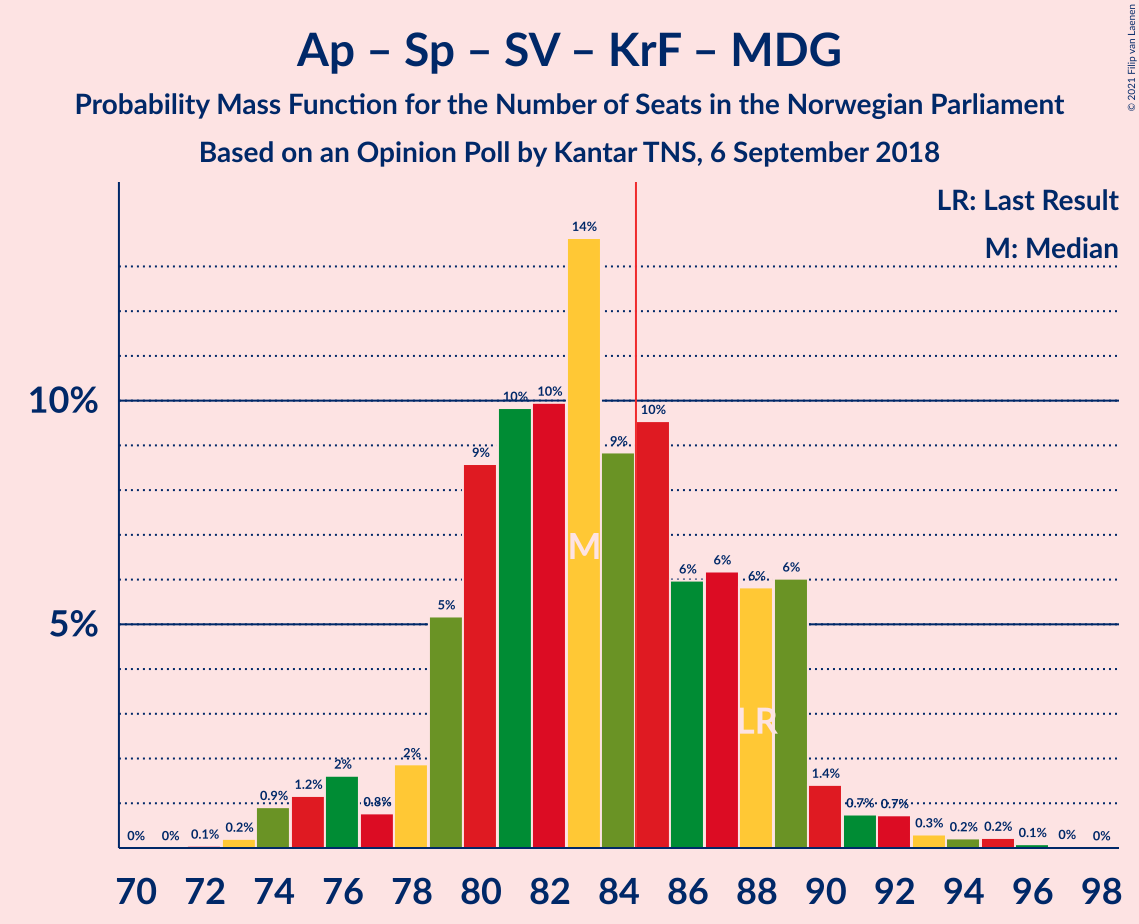 Ap – Sp – SV – KrF – MDG
Probability Mass Function for the Number of Seats in the Norwegian Parliament
Based on an Opinion Poll by Kantar TNS, 6 September 2018
© 2021 Filip van Laenen
LR: Last Result
M: Median
10%
5%
0% 0% 0.1% 0.2% 0.9% 1.2% 2% 0.8% 2% 5% 9% 10% 10% 14% 9% 10% 6% 6% 6% 6% 1.4% 0.7% 0.7% 0.3% 0.2% 0.2% 0.1% 0% 0%
M
LR
70 72 74 76 78 80 82 84 86 88 90 92 94 96 98